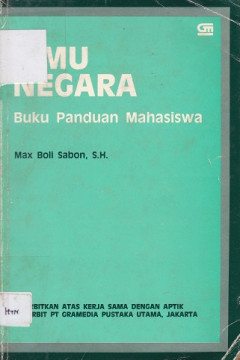 GM
MU
NEGARA
Buku Panduan Mahasiswa
Max Boli Sabon, S.H.
RBITKAN ATAS KERJA SAMA DENGAN APTIK
RBIT PT GRAMEDIA PUSTAKA UTAMA, JAKARTA